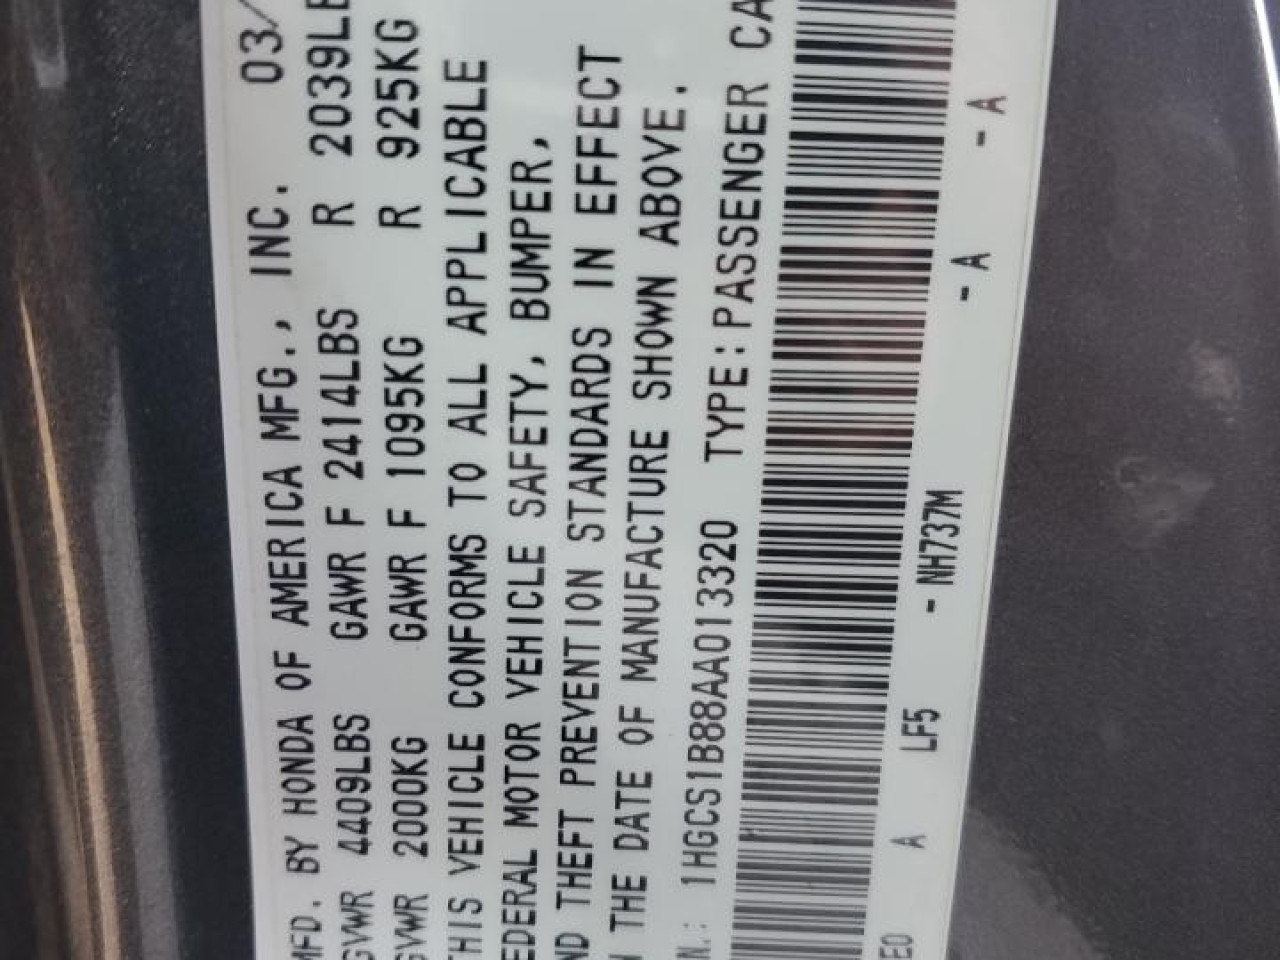 MFD. BY HONDA OF AMERICA MFG., INC. 03/
GVWR 4409LBS GAWR F 2414LBS R 2039LB
GVWR 2000KG GAWR F 1095KG R 925KG
THIS VEHICLE CONFORMS TO ALL APPLICABLE
EDERAL MOTOR VEHICLE SAFETY, BUMPER,
ND THEFT PREVENTION STANDARDS IN EFFECT
N THE DATE OF MANUFACTURE SHOWN ABOVE.
N.: 1HGCS1B88AA013320 TYPE:PASSENGER CA
EO A LF5 - NH737M - A - A